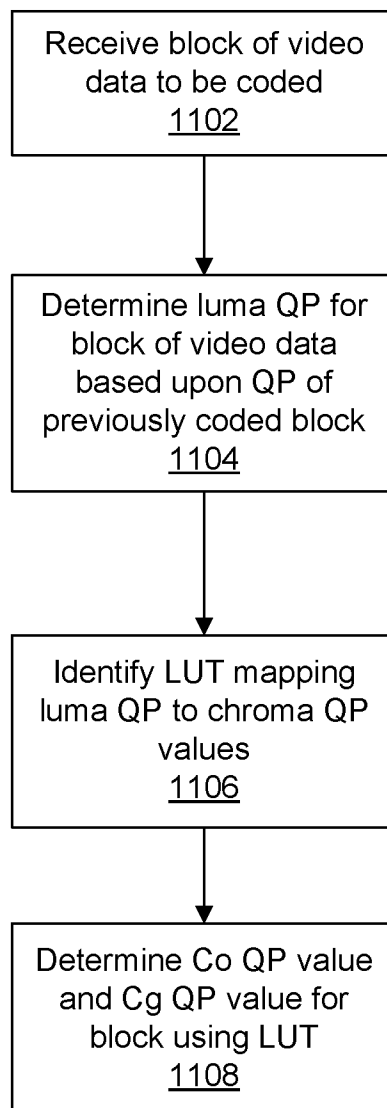 Receive block of video
data to be coded
1102
Determine luma QP for
block of video data
based upon QP of
previously coded block
1104
Identify LUT mapping
luma QP to chroma QP
values
1106
Determine Co QP value
and Cg QP value for
block using LUT
1108